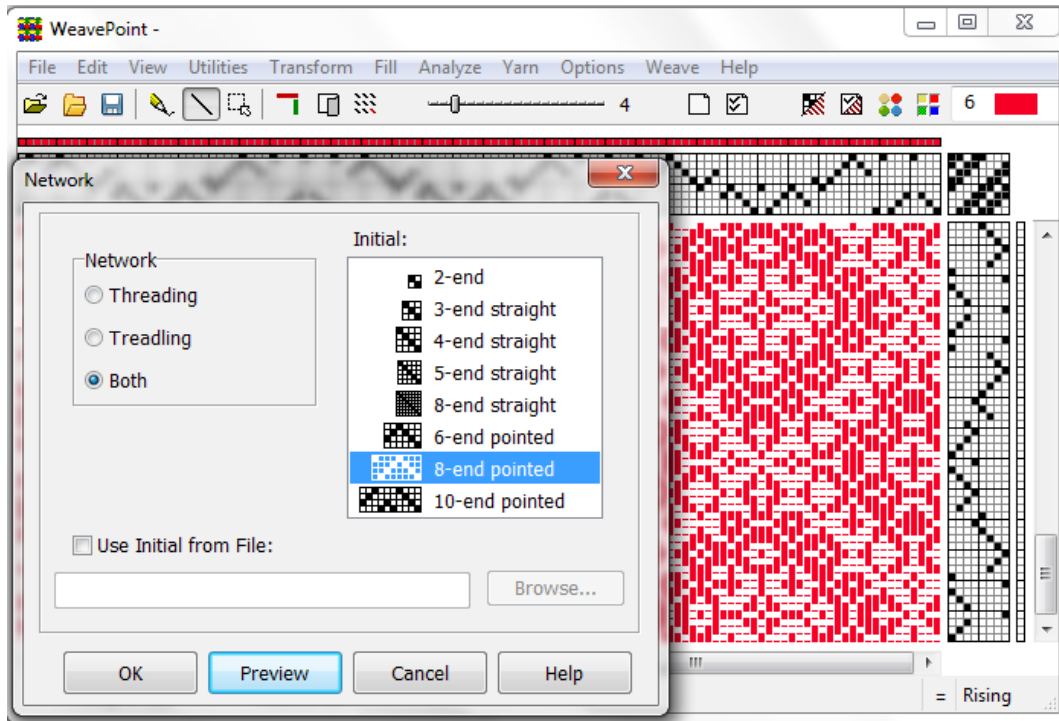 WeavePoint -
File Edit View Utilities Transform Fill Analyze Yarn Options Weave Help
4
6
Network
Initial:
Network
Threading
Treadling
Both
2-end
3-end straight
4-end straight
5-end straight
8-end straight
6-end pointed
8-end pointed
10-end pointed
Use Initial from File:
Browse...
OK Preview Cancel Help
= Rising